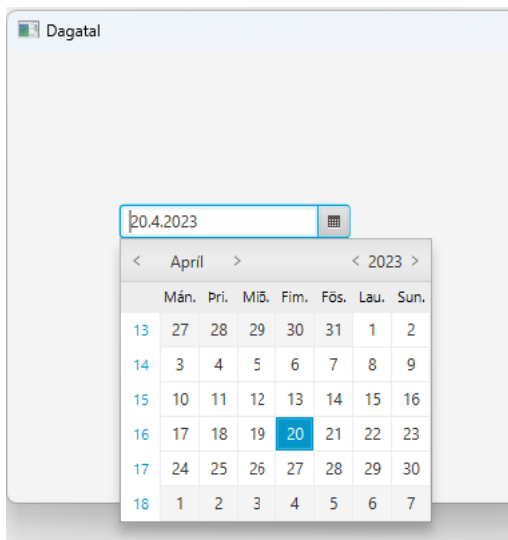 Dagatal
20.4.2023
< Apríl > < 2023 >
Mán. Þri. Mið. Fim. Fös. Lau. Sun.
13 27 28 29 30 31 1 2
14 3 4 5 6 7 8 9
15 10 11 12 13 14 15 16
16 17 18 19 20 21 22 23
17 24 25 26 27 28 29 30
18 1 2 3 4 5 6 7